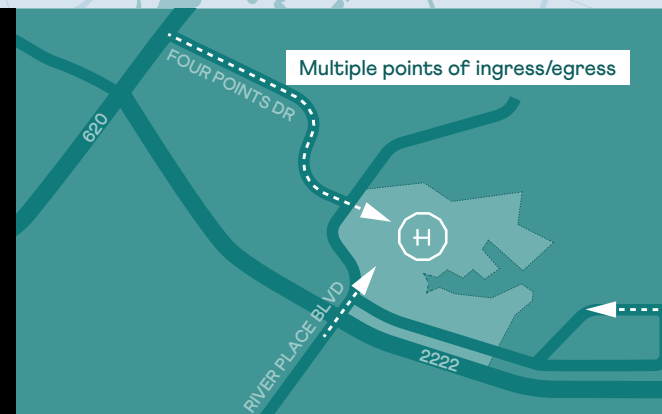 Multiple points of ingress/egress
FOUR POINTS DR
620
H
RIVER PLACE BLVD
2222